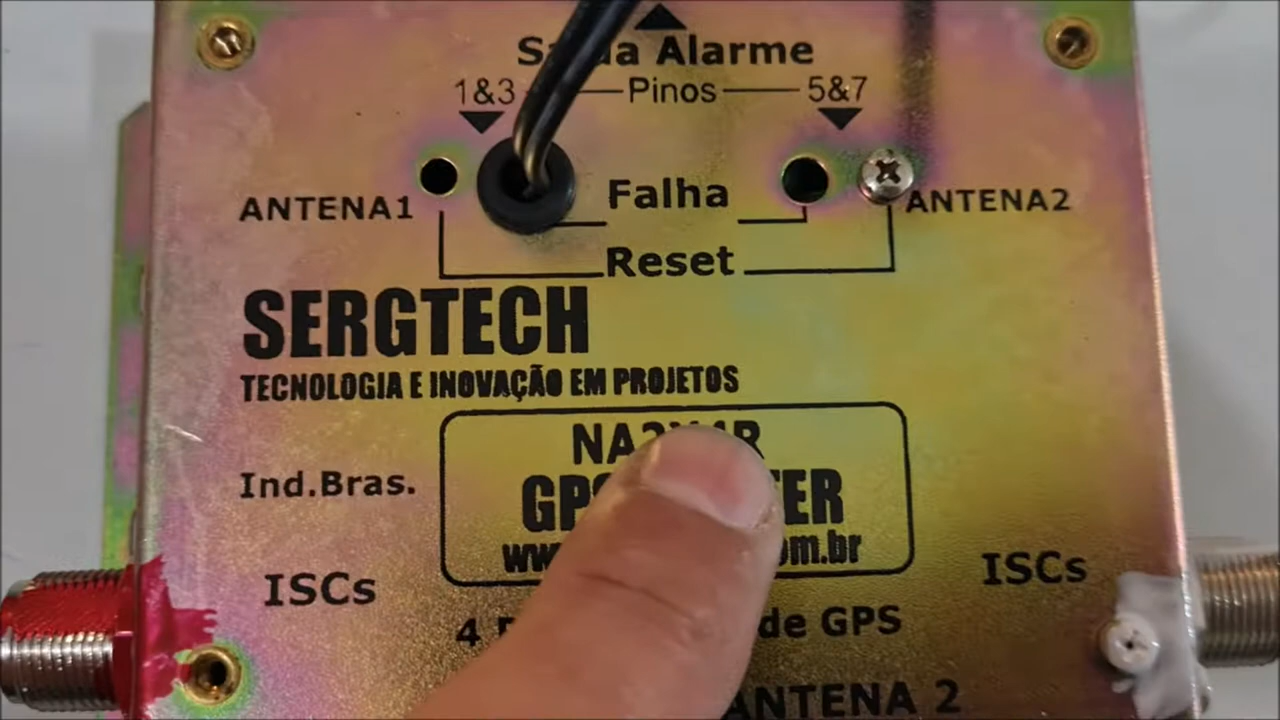 Alarme
1&3 Pinos 5&7
ANTENA1 Falha ANTENA2
Reset
SERGTECH
TECNOLOGIA E INOVAÇÃO EM PROJETOS
Ind.Bras.
ISCs ISCs
4 de GPS
ANTENA 2